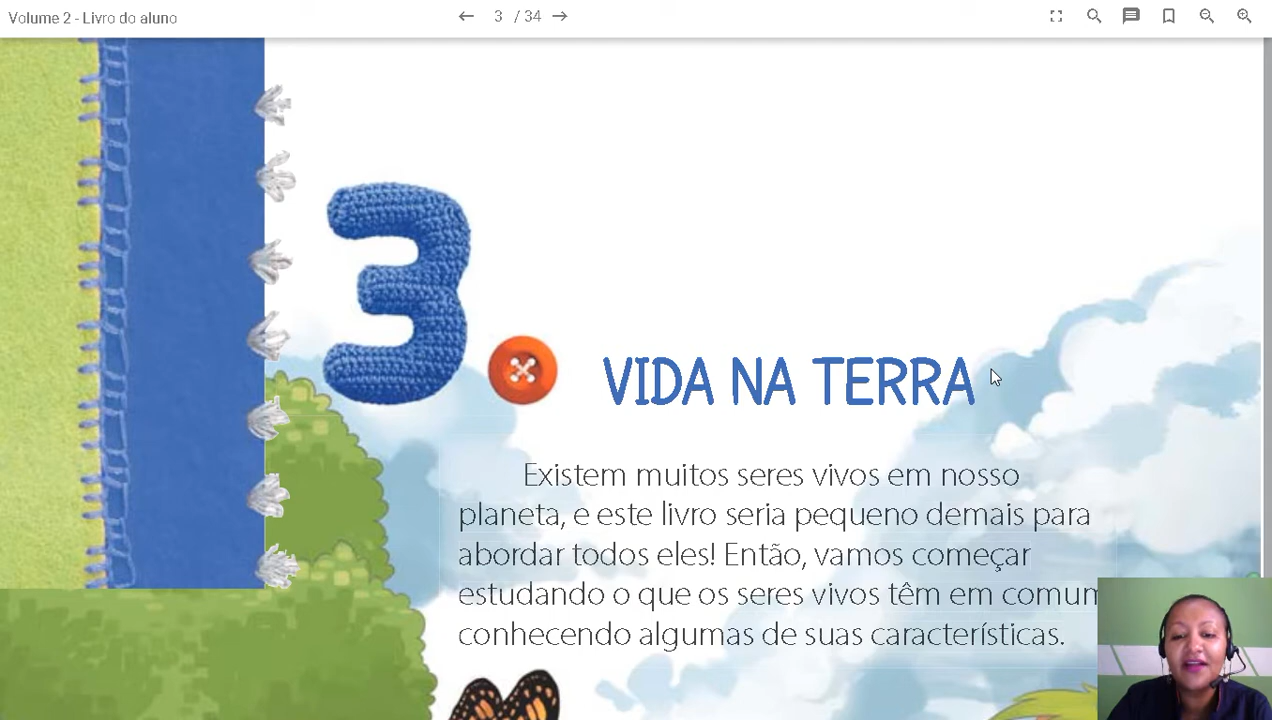 Volume 2 - Livro do aluno
3 / 34
3.
VIDA NA TERRA
Existem muitos seres vivos em nosso
planeta, e este livro seria pequeno demais para
abordar todos eles! Então, vamos começar
estudando o que os seres vivos têm em comum
conhecendo algumas de suas características.